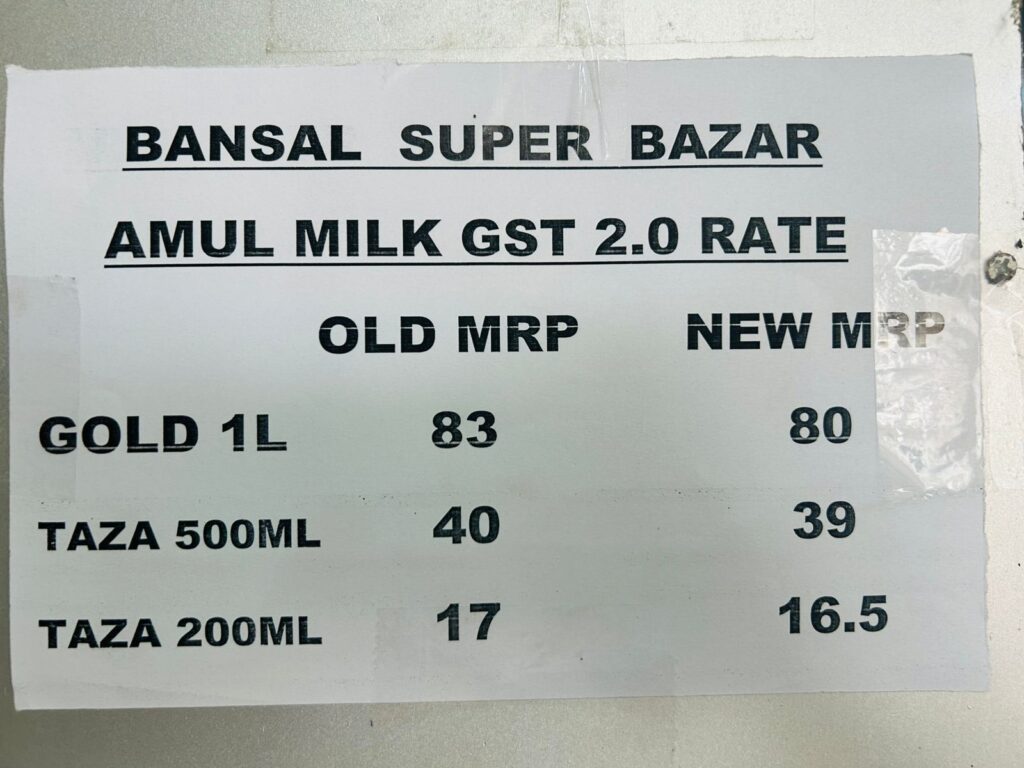 BANSAL SUPER BAZAR
AMUL MILK GST 2.0 RATE
OLD MRP NEW MRP
GOLD 1L 83 80
TAZA 500ML 40 39
TAZA 200ML 17 16.5